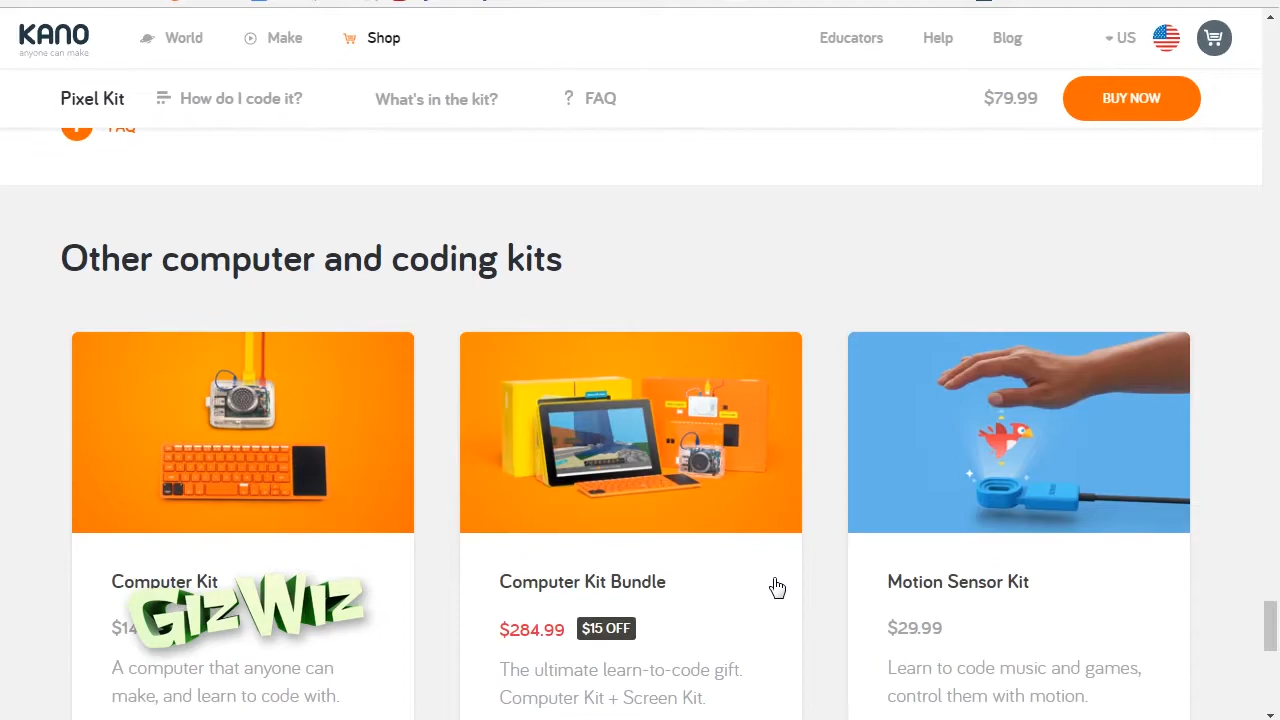 KANO
anyone can make
World
Make
Shop
Educators
Help
Blog
US
Pixel Kit
How do I code it?
What's in the kit?
? FAQ
$79.99
BUY NOW
FAQ
Other computer and coding kits
Computer Kit
GizWiz
A computer that anyone can
make, and learn to code with.
Computer Kit Bundle
$284.99
$15 OFF
The ultimate learn-to-code gift.
Computer Kit + Screen Kit.
Motion Sensor Kit
$29.99
Learn to code music and games,
control them with motion.